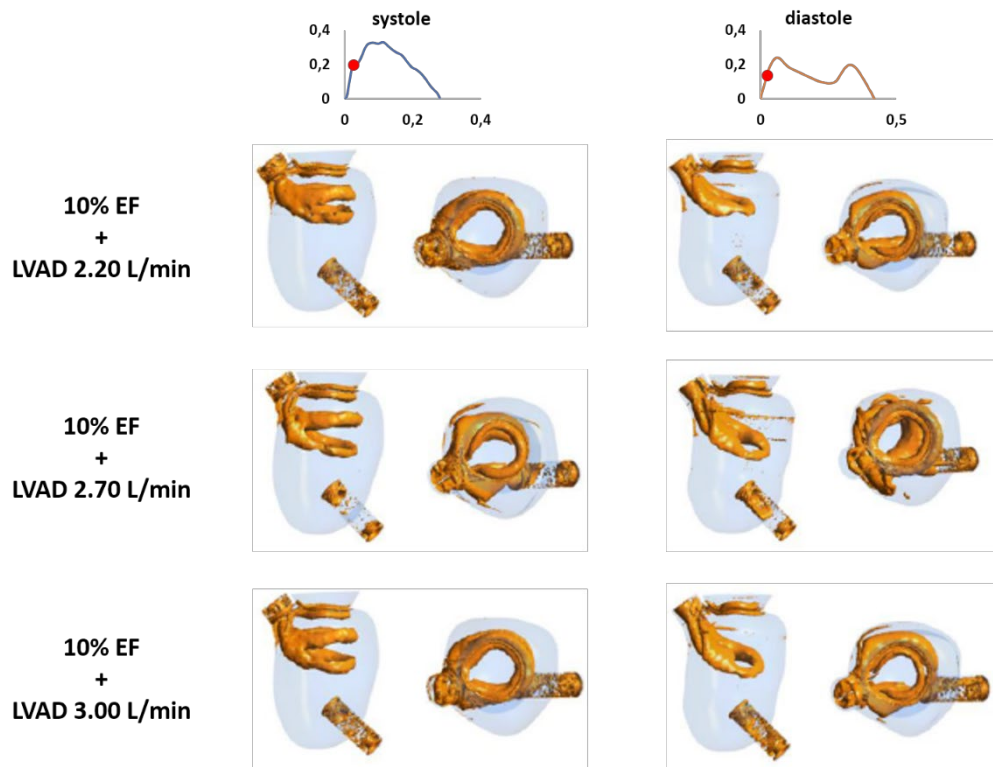 systole
0,4
0,2
0
0
0,2
0,4
diastole
0,4
0,2
0
0
0,5
10% EF
+
LVAD 2.20 L/min
10% EF
+
LVAD 2.70 L/min
10% EF
+
LVAD 3.00 L/min